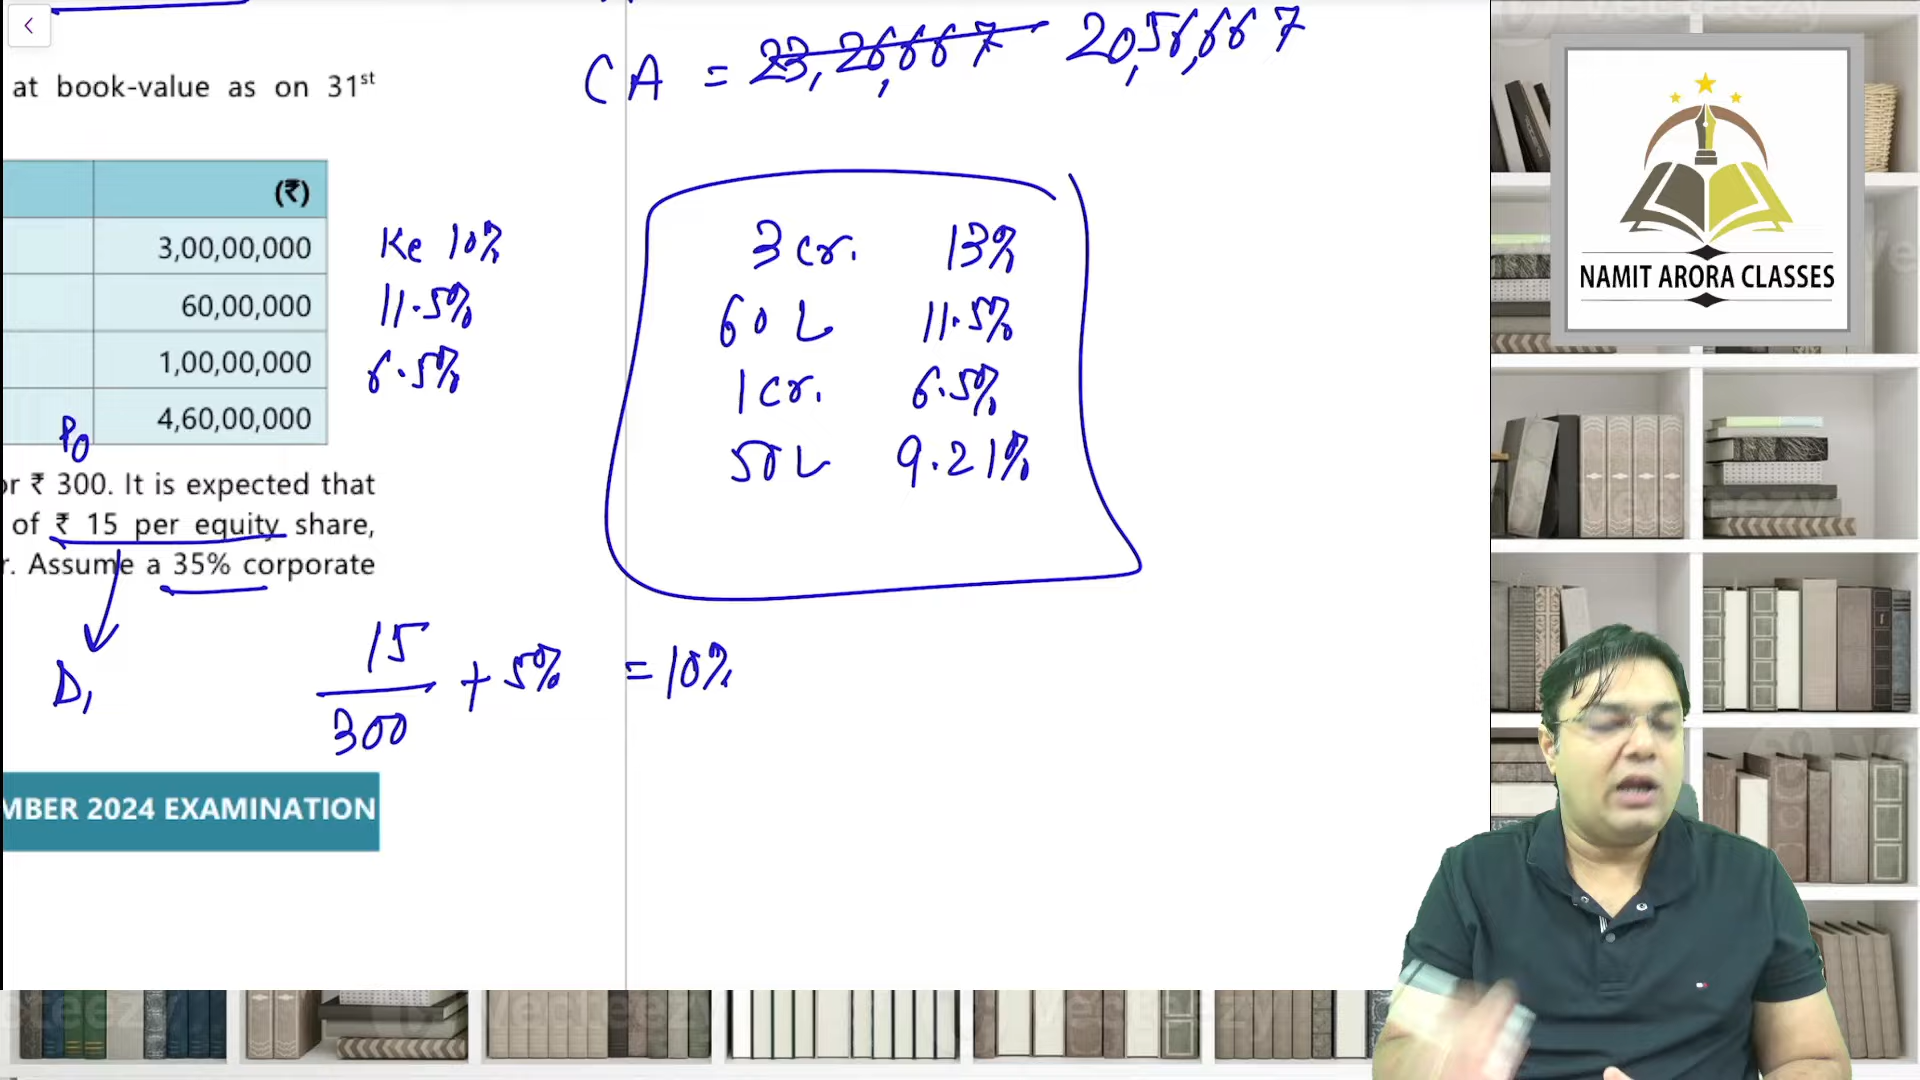 CA = 23,26,667 20,56,667
at book-value as on 31st
(₹)
3,00,00,000 Ke 10%
60,00,000 11.5%
1,00,00,000 6.5%
4,60,00,000
P0
or ₹ 300. It is expected that
of ₹ 15 per equity share,
r. Assume a 35% corporate
D1
15
300
+ 5% = 10%
3 cr. 13%
60 L 11.5%
1 cr. 6.5%
50 L 9.21%
MBER 2024 EXAMINATION
NAMIT ARORA CLASSES